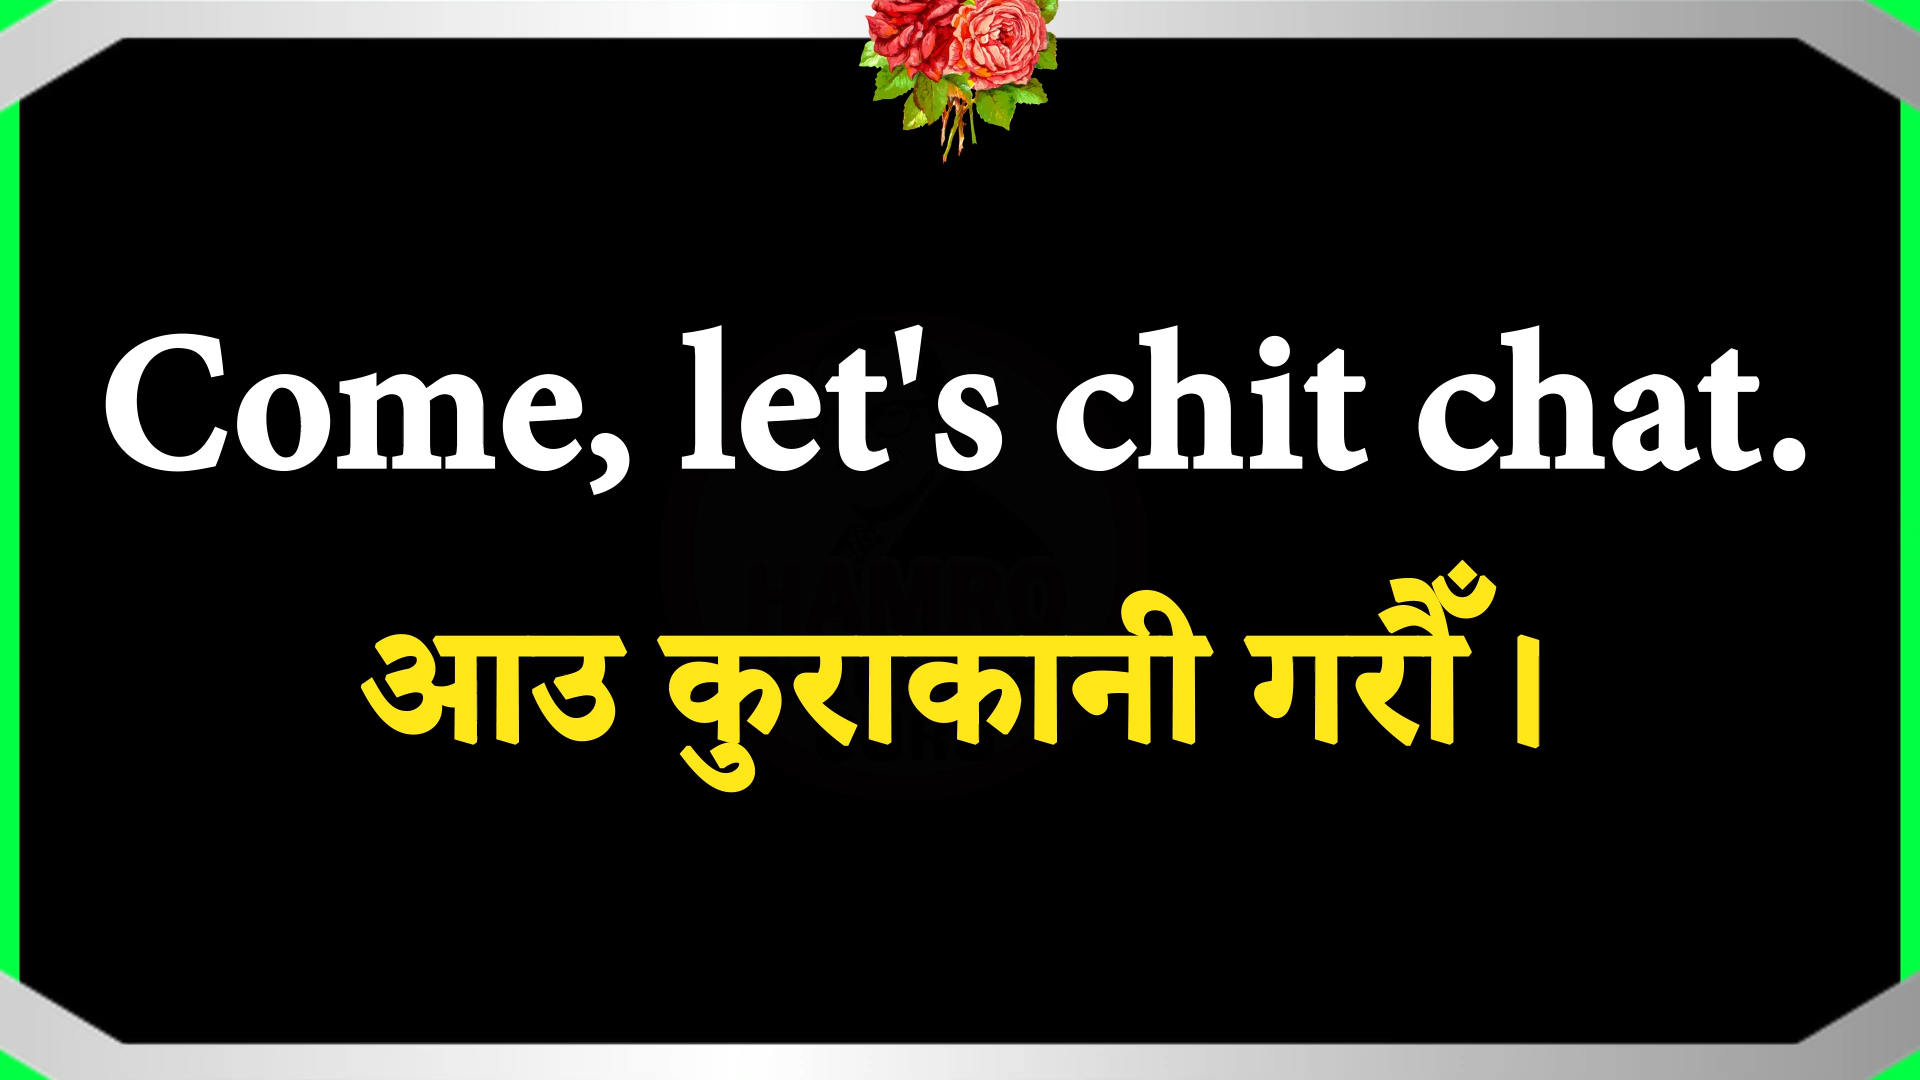 Come, let's chit chat.
आउ कुराकानी गरौँ ।